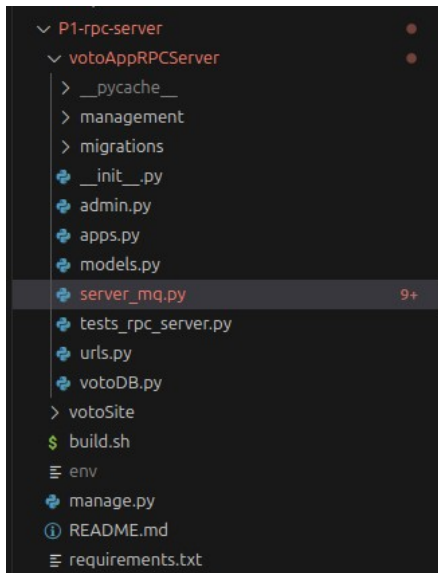 P1-rpc-server
votoAppRPCServer
__pycache__
management
migrations
__init__.py
admin.py
apps.py
models.py
server_mq.py 9+
tests_rpc_server.py
urls.py
votoDB.py
votoSite
$ build.sh
env
manage.py
README.md
requirements.txt